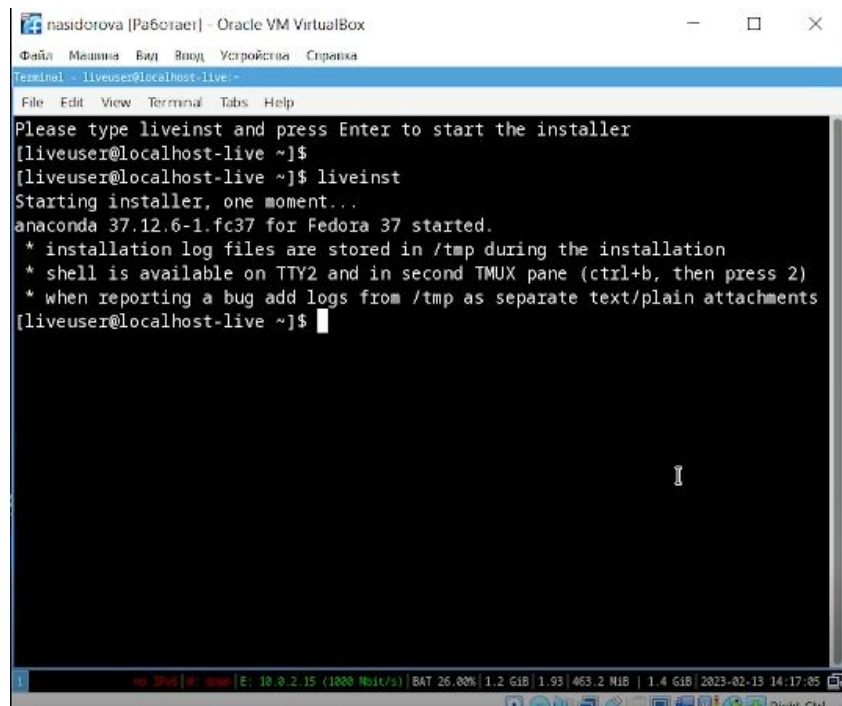 nasidorova [Работает] - Oracle VM VirtualBox
Файл Машина Вид Ввод Устройства Справка
Terminal - liveuser@localhost-live:~
File Edit View Terminal Tabs Help
Please type liveinst and press Enter to start the installer
[liveuser@localhost-live ~]$
[liveuser@localhost-live ~]$ liveinst
Starting installer, one moment...
anaconda 37.12.6-1.fc37 for Fedora 37 started.
* installation log files are stored in /tmp during the installation
* shell is available on TTY2 and in second TMUX pane (ctrl+b, then press 2)
* when reporting a bug add logs from /tmp as separate text/plain attachments
[liveuser@localhost-live ~]$
1 no IPv6|W: down|E: 10.0.2.15 (1000 Mbit/s)|BAT 26.00%|1.2 GiB|1.93|463.2 MiB | 1.4 GiB|2023-02-13 14:17:05
Right Ctrl